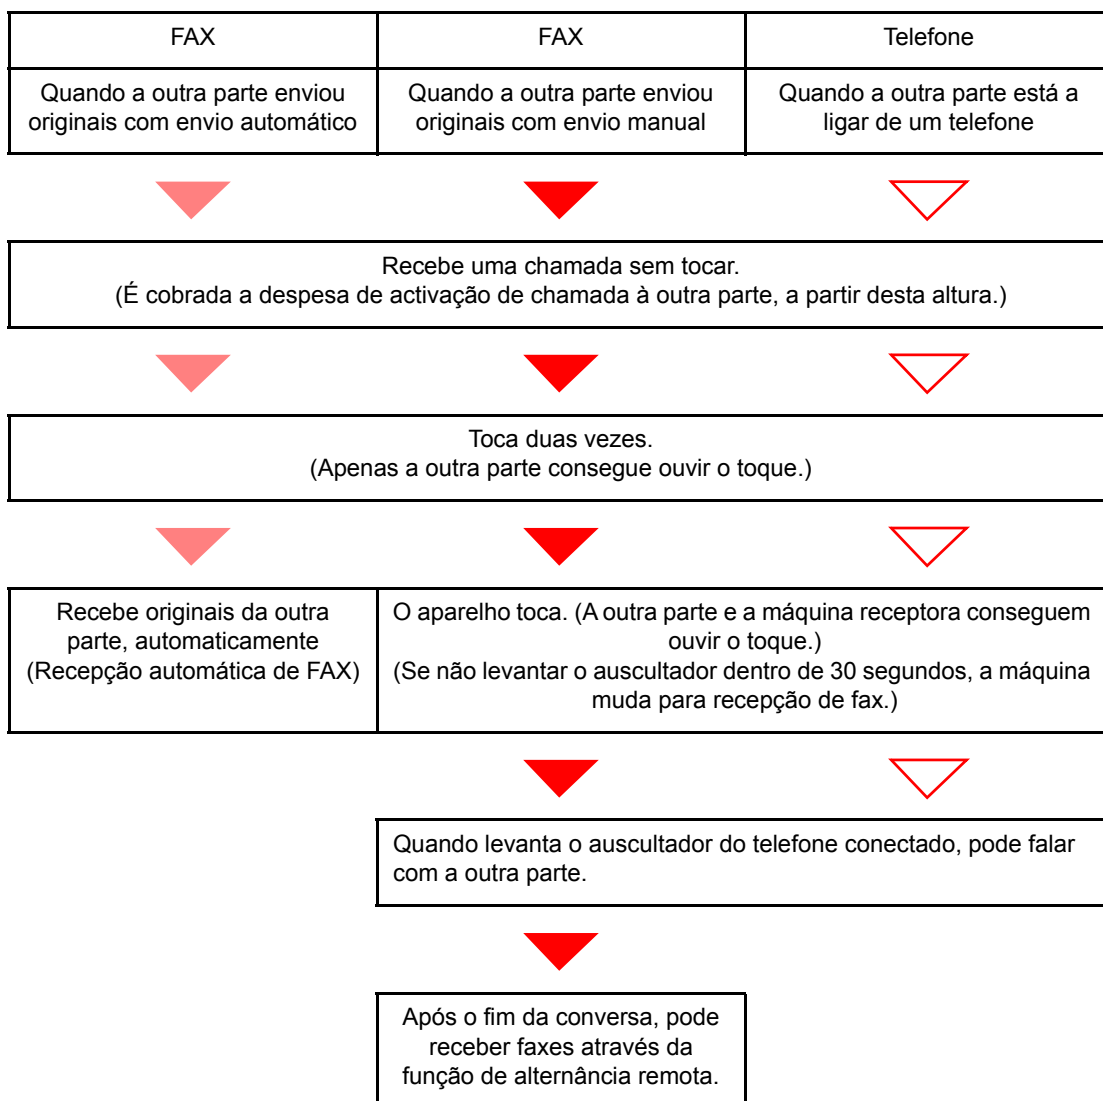 FAX
FAX
Telefone
Quando a outra parte enviou
originais com envio automático
Quando a outra parte enviou
originais com envio manual
Quando a outra parte está a
ligar de um telefone
Recebe uma chamada sem tocar.
(É cobrada a despesa de activação de chamada à outra parte, a partir desta altura.)
Toca duas vezes.
(Apenas a outra parte consegue ouvir o toque.)
Recebe originais da outra
parte, automaticamente
(Recepção automática de FAX)
O aparelho toca. (A outra parte e a máquina receptora conseguem
ouvir o toque.)
(Se não levantar o auscultador dentro de 30 segundos, a máquina
muda para recepção de fax.)
Quando levanta o auscultador do telefone conectado, pode falar
com a outra parte.
Após o fim da conversa, pode
receber faxes através da
função de alternância remota.